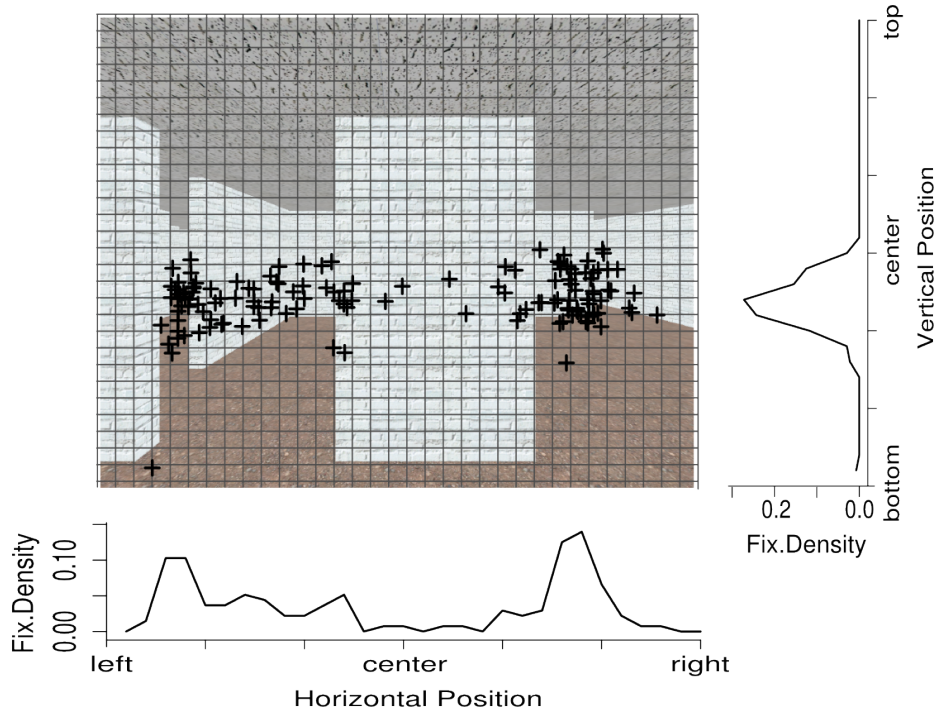 top
center
bottom
Vertical Position
0.2 0.0
Fix.Density
Fix.Density
0.10
0.00
left center right
Horizontal Position